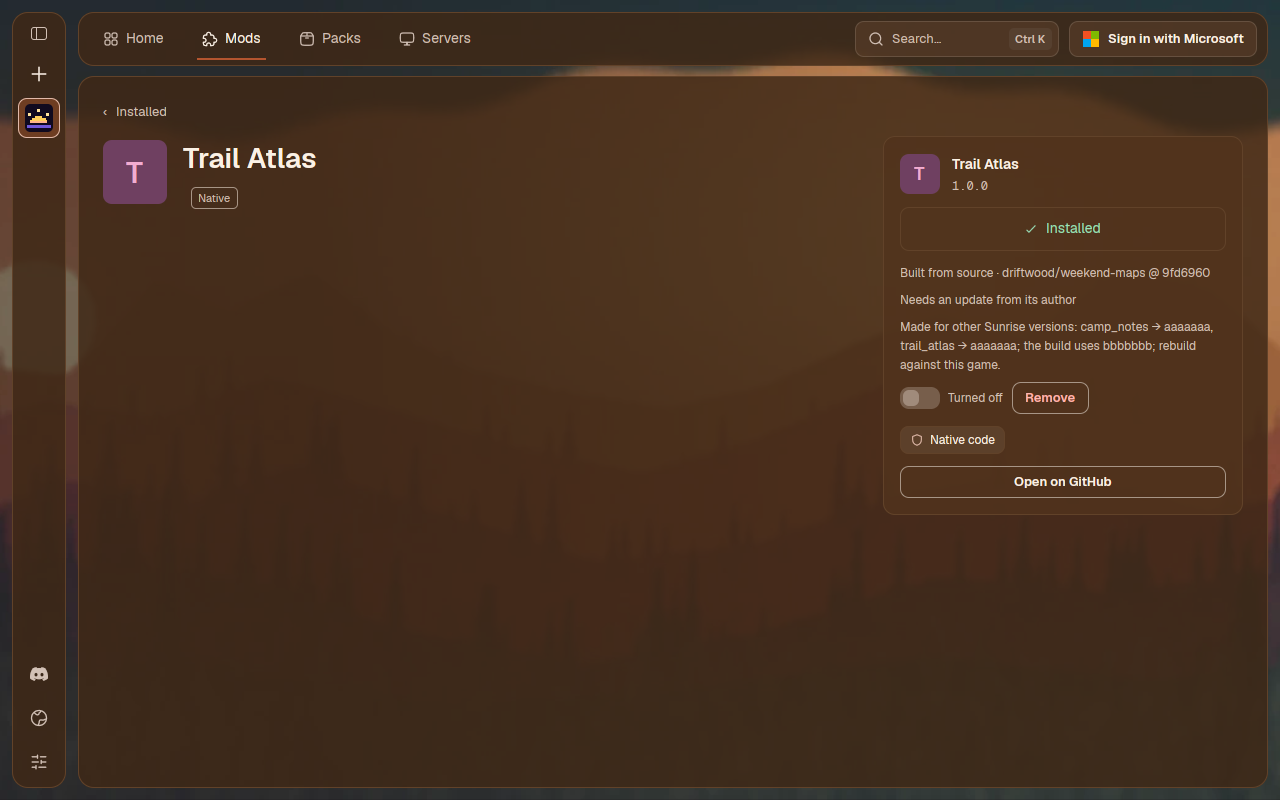 Home
Mods
Packs
Servers
Search...
Ctrl K
Sign in with Microsoft
‹ Installed
T
Trail Atlas
Native
T
Trail Atlas
1.0.0
Installed
Built from source · driftwood/weekend-maps @ 9fd6960
Needs an update from its author
Made for other Sunrise versions: camp_notes → aaaaaaa,
trail_atlas → aaaaaaa; the build uses bbbbbbb; rebuild
against this game.
Turned off
Remove
Native code
Open on GitHub